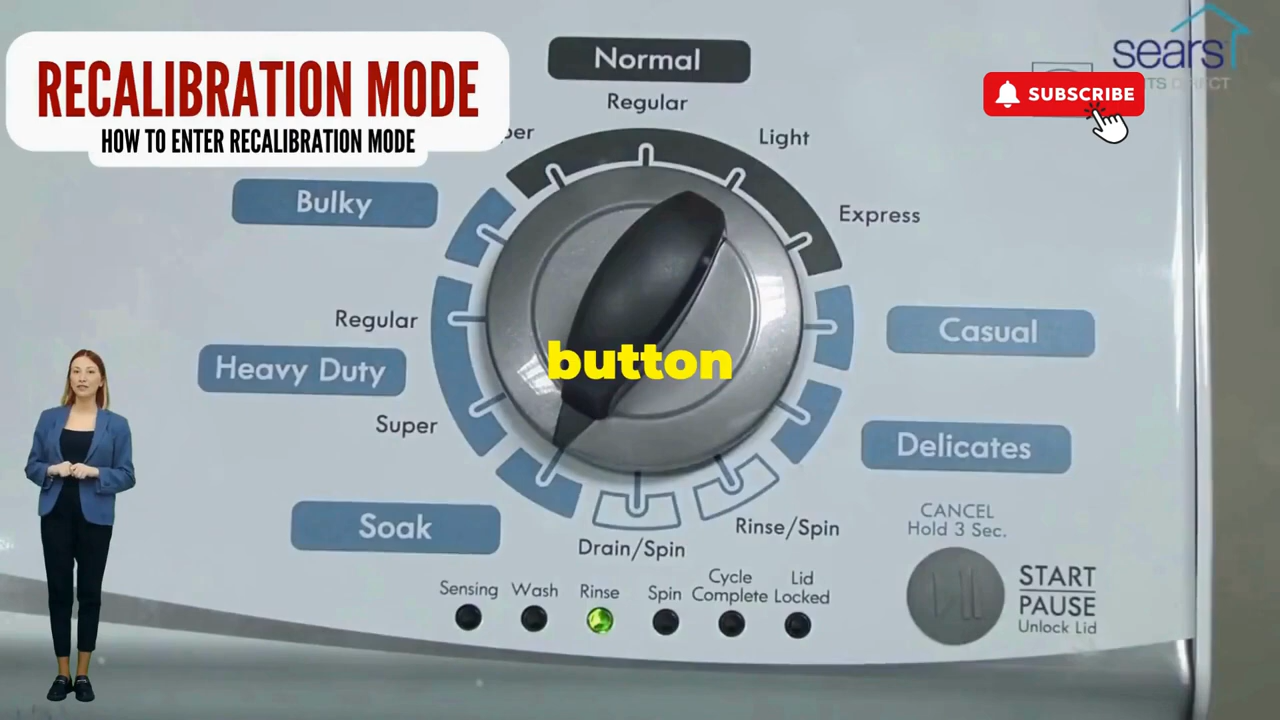 sears
RECALIBRATION MODE
HOW TO ENTER RECALIBRATION MODE
SUBSCRIBE
DIRECT
Normal
Regular
Light
Bulky
Express
Regular
Casual
Heavy Duty
button
Super
Delicates
Soak
CANCEL
Hold 3 Sec.
Rinse/Spin
Drain/Spin
Sensing
Wash
Rinse
Spin
Cycle
Complete
Lid
Locked
START
PAUSE
Unlock Lid